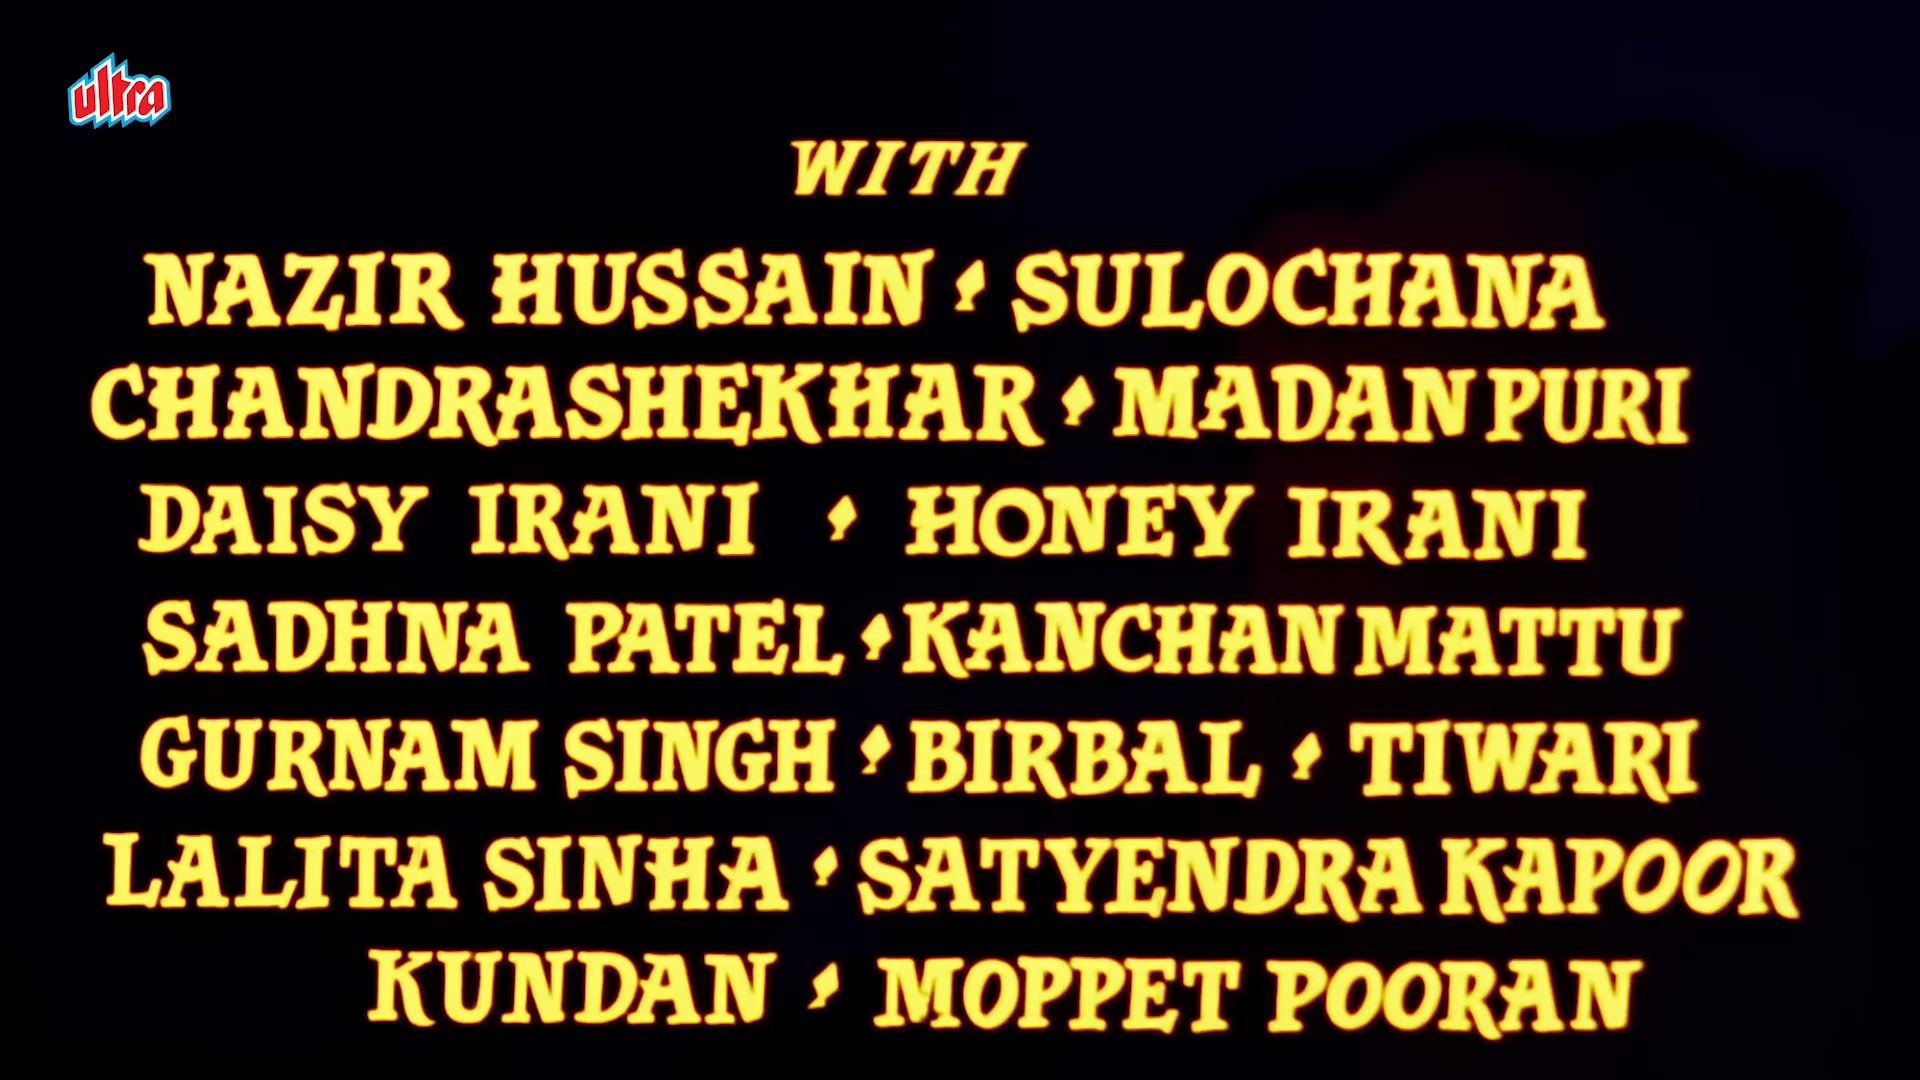 ultra
WITH
NAZIR HUSSAIN ♦ SULOCHANA
CHANDRASHEKHAR ♦ MADAN PURI
DAISY IRANI ♦ HONEY IRANI
SADHNA PATEL ♦ KANCHAN MATTU
GURNAM SINGH ♦ BIRBAL ♦ TIWARI
LALITA SINHA ♦ SATYENDRA KAPOOR
KUNDAN ♦ MOPPET POORAN